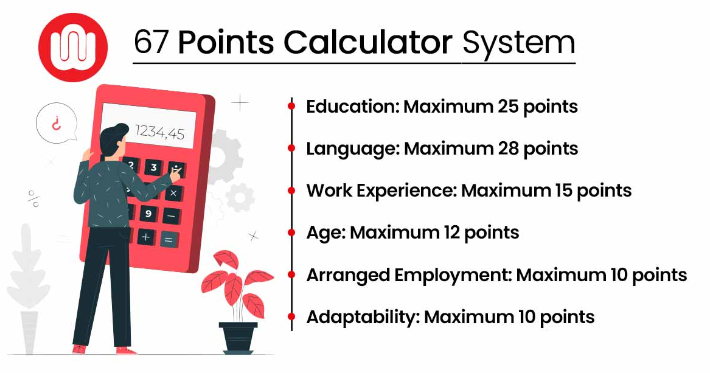 67 Points Calculator System
1234,45
¿
%
2 3 ÷
×
9 −
+ =
Education: Maximum 25 points
Language: Maximum 28 points
Work Experience: Maximum 15 points
Age: Maximum 12 points
Arranged Employment: Maximum 10 points
Adaptability: Maximum 10 points